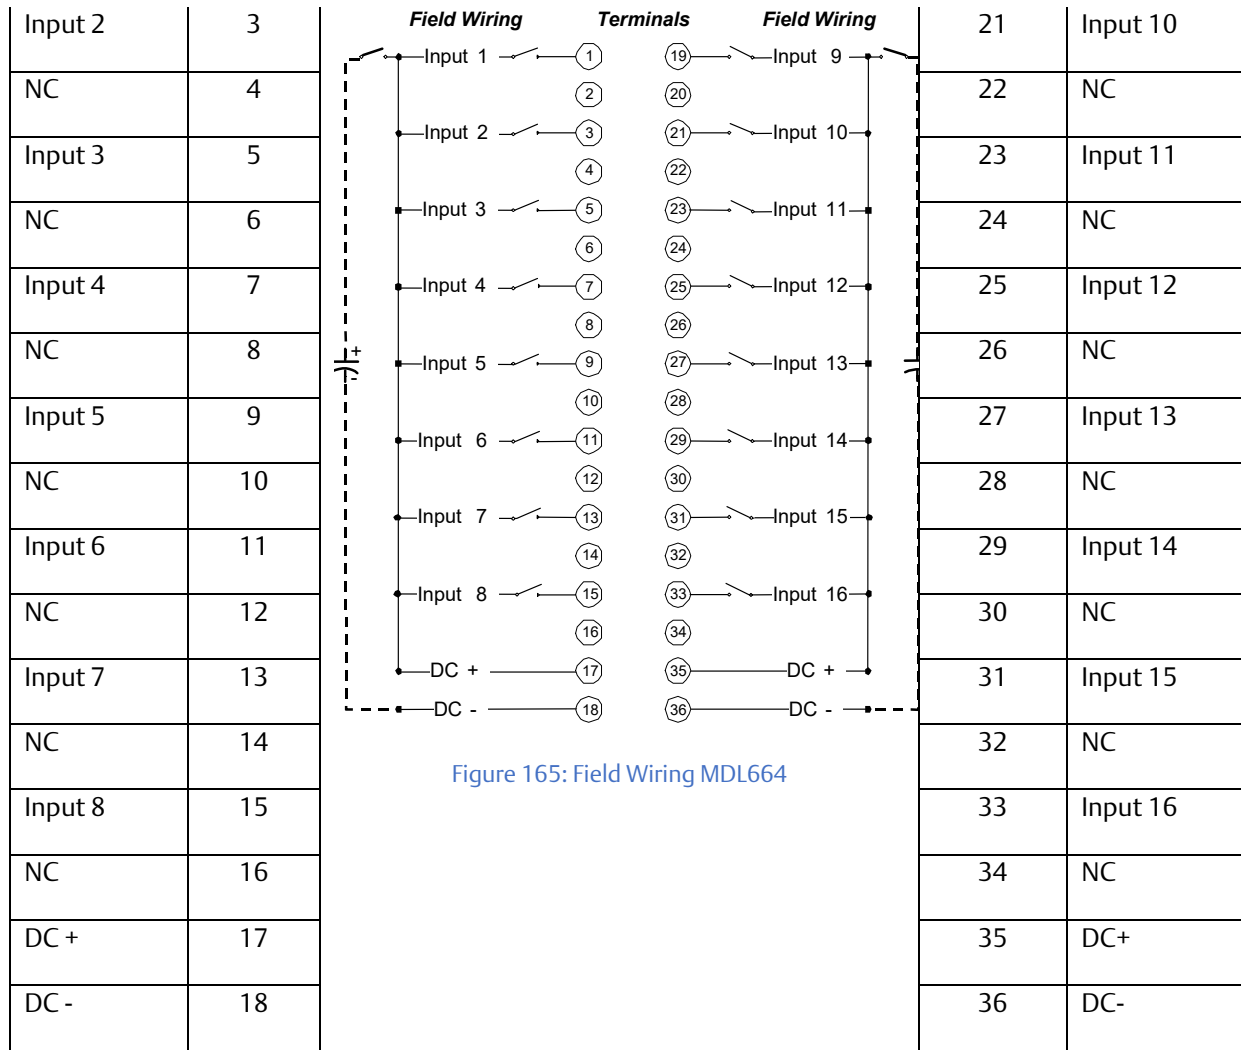 Input 2 3
NC 4
Input 3 5
NC 6
Input 4 7
NC 8
Input 5 9
NC 10
Input 6 11
NC 12
Input 7 13
NC 14
Input 8 15
NC 16
DC + 17
DC - 18
Field Wiring Terminals Field Wiring
Input 1 1 19 Input 9
2 20
Input 2 3 21 Input 10
4 22
Input 3 5 23 Input 11
6 24
Input 4 7 25 Input 12
8 26
+
-
Input 5 9 27 Input 13
10 28
Input 6 11 29 Input 14
12 30
Input 7 13 31 Input 15
14 32
Input 8 15 33 Input 16
16 34
DC + 17 35 DC +
DC - 18 36 DC -
Figure 165: Field Wiring MDL664
21 Input 10
22 NC
23 Input 11
24 NC
25 Input 12
26 NC
27 Input 13
28 NC
29 Input 14
30 NC
31 Input 15
32 NC
33 Input 16
34 NC
35 DC+
36 DC-